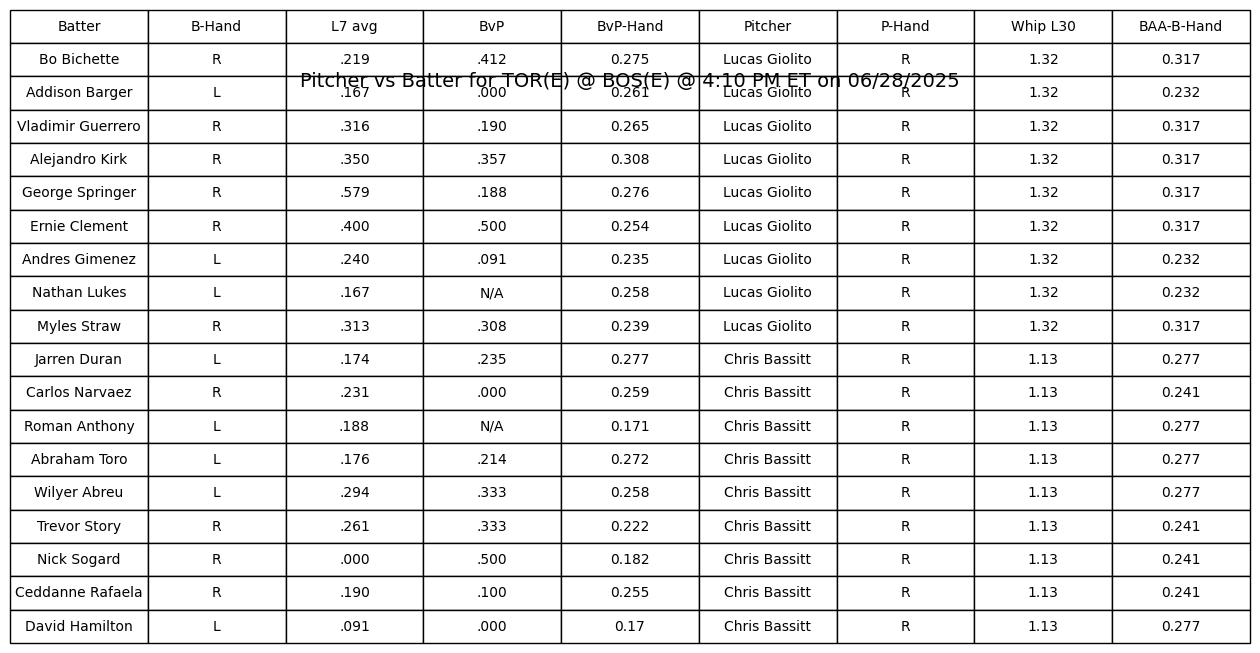 Batter B-Hand L7 avg BvP BvP-Hand Pitcher P-Hand Whip L30 BAA-B-Hand
Bo Bichette R .219 .412 0.275 Lucas Giolito R 1.32 0.317
Pitcher vs Batter for TOR(E) @ BOS(E) @ 4:10 PM ET on 06/28/2025
Addison Barger L .167 .000 0.261 Lucas Giolito R 1.32 0.232
Vladimir Guerrero R .316 .190 0.265 Lucas Giolito R 1.32 0.317
Alejandro Kirk R .350 .357 0.308 Lucas Giolito R 1.32 0.317
George Springer R .579 .188 0.276 Lucas Giolito R 1.32 0.317
Ernie Clement R .400 .500 0.254 Lucas Giolito R 1.32 0.317
Andres Gimenez L .240 .091 0.235 Lucas Giolito R 1.32 0.232
Nathan Lukes L .167 N/A 0.258 Lucas Giolito R 1.32 0.232
Myles Straw R .313 .308 0.239 Lucas Giolito R 1.32 0.317
Jarren Duran L .174 .235 0.277 Chris Bassitt R 1.13 0.277
Carlos Narvaez R .231 .000 0.259 Chris Bassitt R 1.13 0.241
Roman Anthony L .188 N/A 0.171 Chris Bassitt R 1.13 0.277
Abraham Toro L .176 .214 0.272 Chris Bassitt R 1.13 0.277
Wilyer Abreu L .294 .333 0.258 Chris Bassitt R 1.13 0.277
Trevor Story R .261 .333 0.222 Chris Bassitt R 1.13 0.241
Nick Sogard R .000 .500 0.182 Chris Bassitt R 1.13 0.241
Ceddanne Rafaela R .190 .100 0.255 Chris Bassitt R 1.13 0.241
David Hamilton L .091 .000 0.17 Chris Bassitt R 1.13 0.277